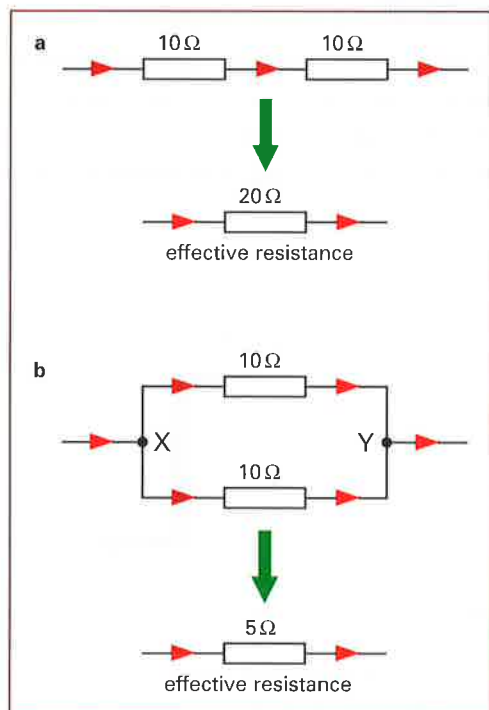 a
10Ω 10Ω
20Ω
effective resistance
b
10Ω
X Y
10Ω
5Ω
effective resistance